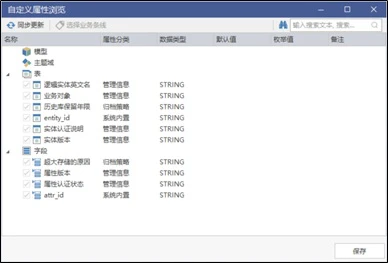 自定义属性浏览
同步更新 选择业务条线 输入搜索文本, 搜索...
名称 属性分类 数据类型 默认值 枚举值 备注
模型
主题域
表
逻辑实体英文名 管理信息 STRING
业务对象 管理信息 STRING
历史库保留年限 归档策略 STRING
entity_id 系统内置 STRING
实体认证说明 管理信息 STRING
实体版本 管理信息 STRING
字段
超大存储的原因 归档策略 STRING
属性版本 管理信息 STRING
属性认证状态 管理信息 STRING
attr_id 系统内置 STRING
保存